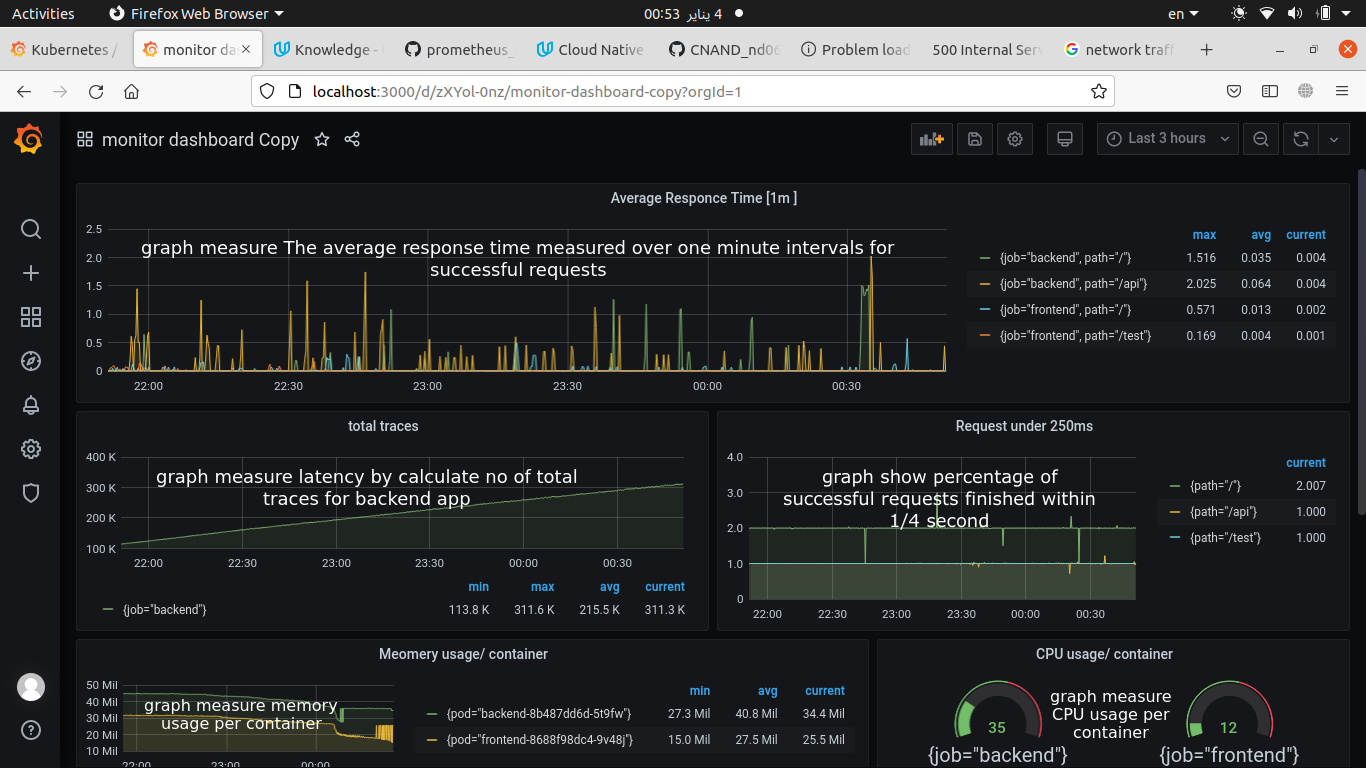 Activities
Firefox Web Browser
00:53 4 يناير
en
Kubernetes /
monitor da
Knowledge -
prometheus_
Cloud Native
CNAND_nd06
Problem load
500 Internal Serv
network traff
localhost:3000/d/zXYol-0nz/monitor-dashboard-copy?orgId=1
monitor dashboard Copy
Last 3 hours
Average Responce Time [1m ]
graph measure The average response time measured over one minute intervals for
successful requests
2.5
2.0
1.5
1.0
0.5
0
22:00 22:30 23:00 23:30 00:00 00:30
max avg current
{job="backend", path="/"} 1.516 0.035 0.004
{job="backend", path="/api"} 2.025 0.064 0.004
{job="frontend", path="/"} 0.571 0.013 0.002
{job="frontend", path="/test"} 0.169 0.004 0.001
total traces
graph measure latency by calculate no of total
traces for backend app
400 K
300 K
200 K
100 K
22:00 22:30 23:00 23:30 00:00 00:30
min max avg current
{job="backend"} 113.8 K 311.6 K 215.5 K 311.3 K
Request under 250ms
graph show percentage of
successful requests finished within
1/4 second
4.0
3.0
2.0
1.0
0
22:00 22:30 23:00 23:30 00:00 00:30
current
{path="/"} 2.007
{path="/api"} 1.000
{path="/test"} 1.000
Meomery usage/ container
graph measure memory
usage per container
50 Mil
40 Mil
30 Mil
20 Mil
10 Mil
22:00 23:00 00:00
min avg current
{pod="backend-8b487dd6d-5t9fw"} 27.3 Mil 40.8 Mil 34.4 Mil
{pod="frontend-8688f98dc4-9v48j"} 15.0 Mil 27.5 Mil 25.5 Mil
CPU usage/ container
graph measure
CPU usage per
container
35
{job="backend"}
12
{job="frontend"}